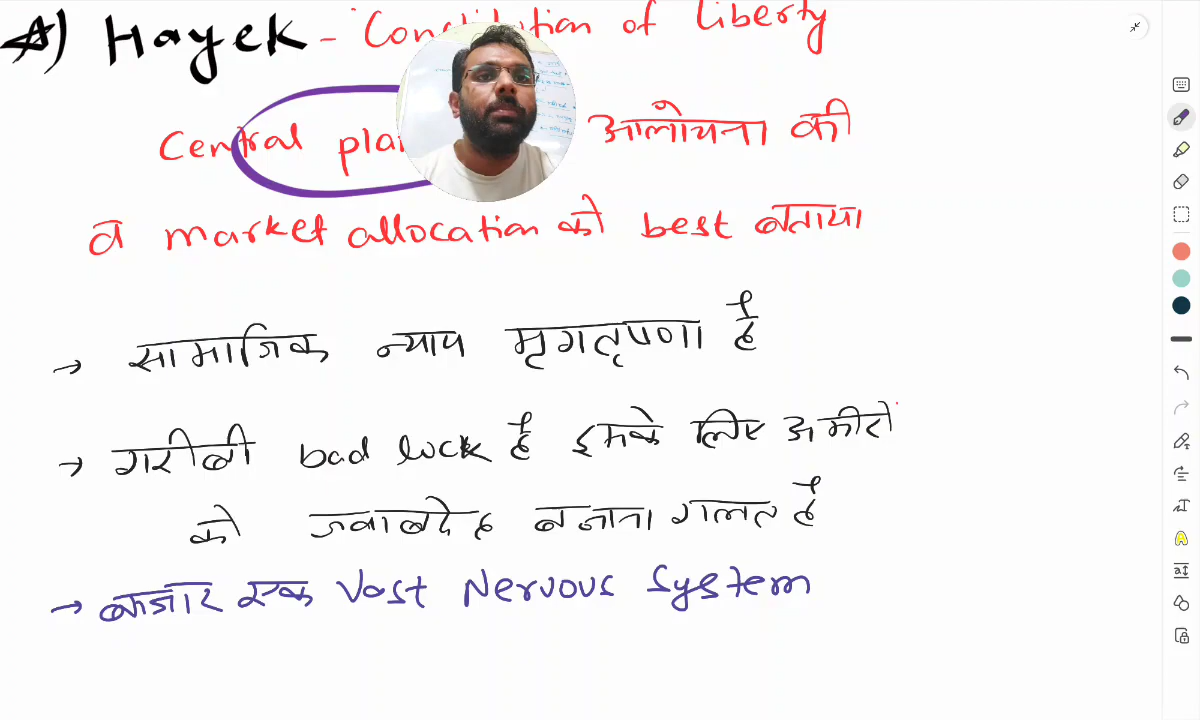 A) Hayek - Constitution of Liberty
Central आलोचना की
व market allocation को best बताया
→ सामाजिक न्याय मृगतृषणा है
→ गरीबी bad luck है इसके लिए अमीरों
को जवाबदेह बनाना गलत है
→ बाजार एक Vast Nervous System